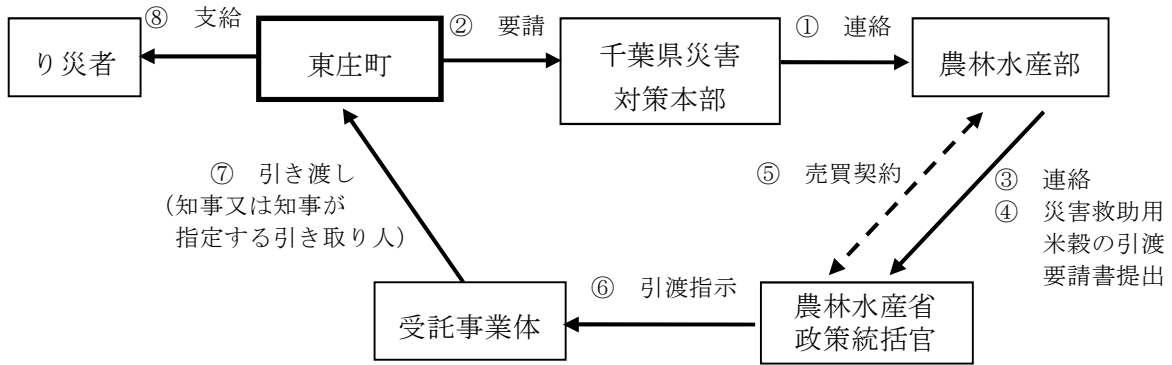 ⑧ 支給
② 要請
① 連絡
り災者
東庄町
千葉県災害
対策本部
農林水産部
⑦ 引き渡し
（知事又は知事が
指定する引き取り人）
⑤ 売買契約
③ 連絡
④ 災害救助用
米穀の引渡
要請書提出
⑥ 引渡指示
受託事業体
農林水産省
政策統括官